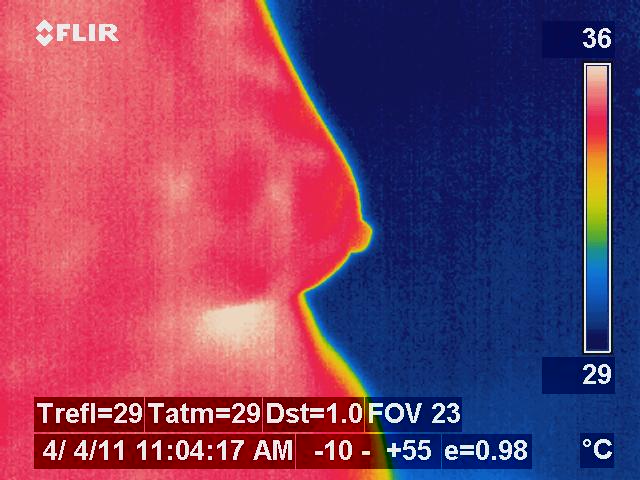 FLIR
36
29
Trefl=29 Tatm=29 Dst=1.0 FOV 23
4/ 4/11 11:04:17 AM -10 - +55 e=0.98 °C